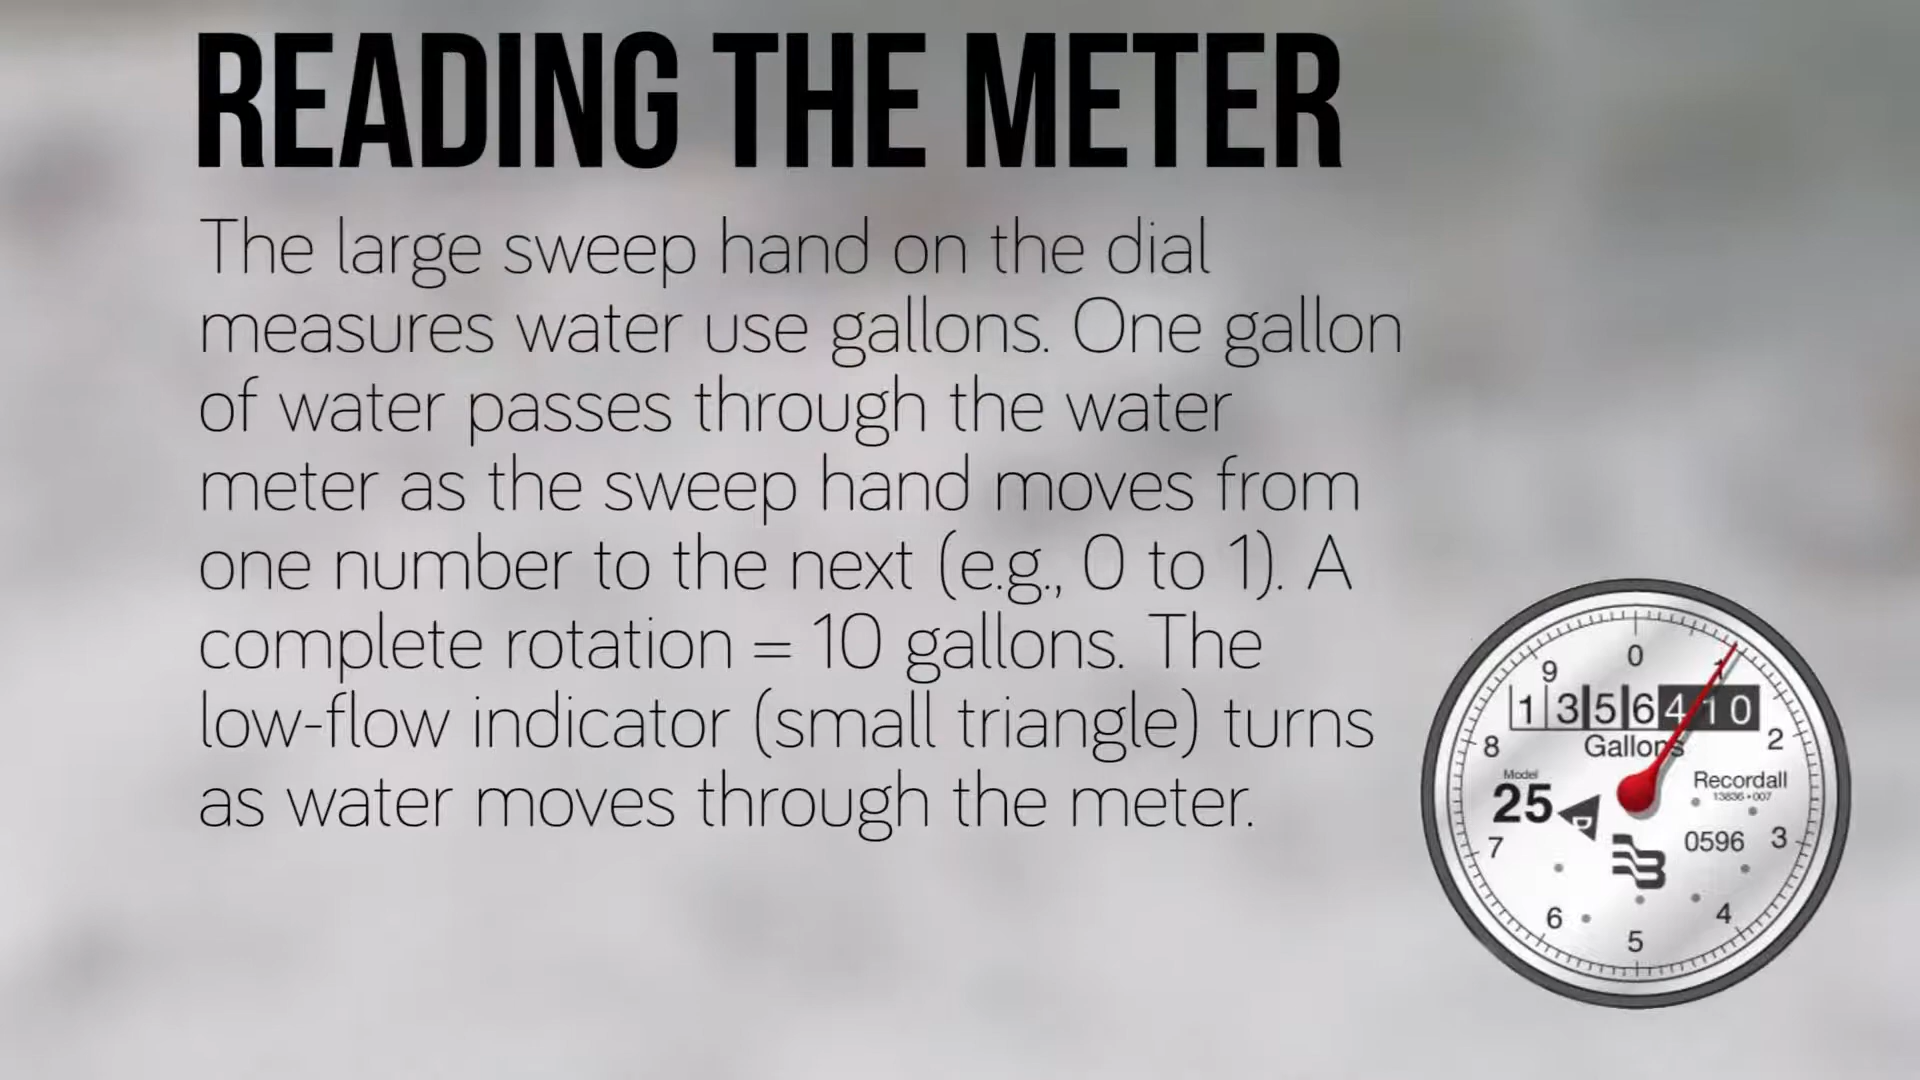 READING THE METER
The large sweep hand on the dial
measures water use gallons. One gallon
of water passes through the water
meter as the sweep hand moves from
one number to the next (e.g., 0 to 1). A
complete rotation = 10 gallons. The
low-flow indicator (small triangle) turns
as water moves through the meter.
0
9 1
1 3 5 6 4 1 0
8 Gallons 2
Model Recordall
25 13836•007
7 0596 3
6 4
5